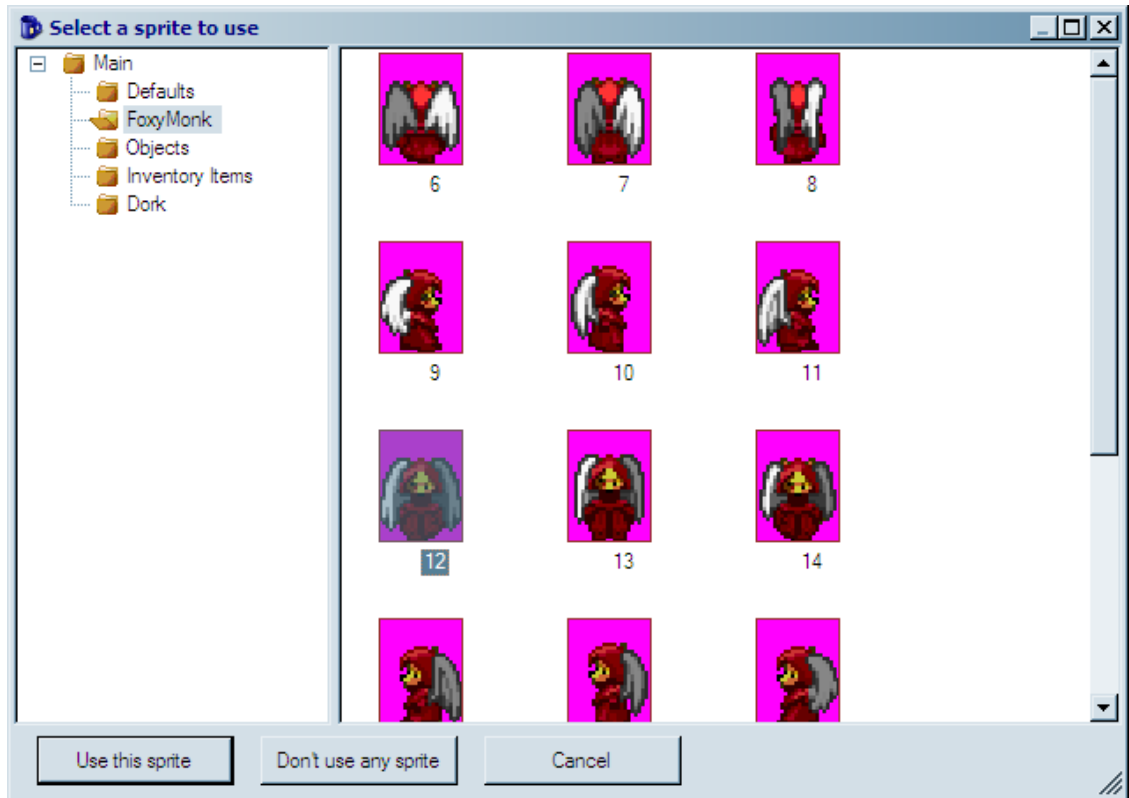 Select a sprite to use
Main
Defaults
FoxyMonk
Objects
Inventory Items
Dork
6 7 8
9 10 11
12 13 14
Use this sprite Don't use any sprite Cancel